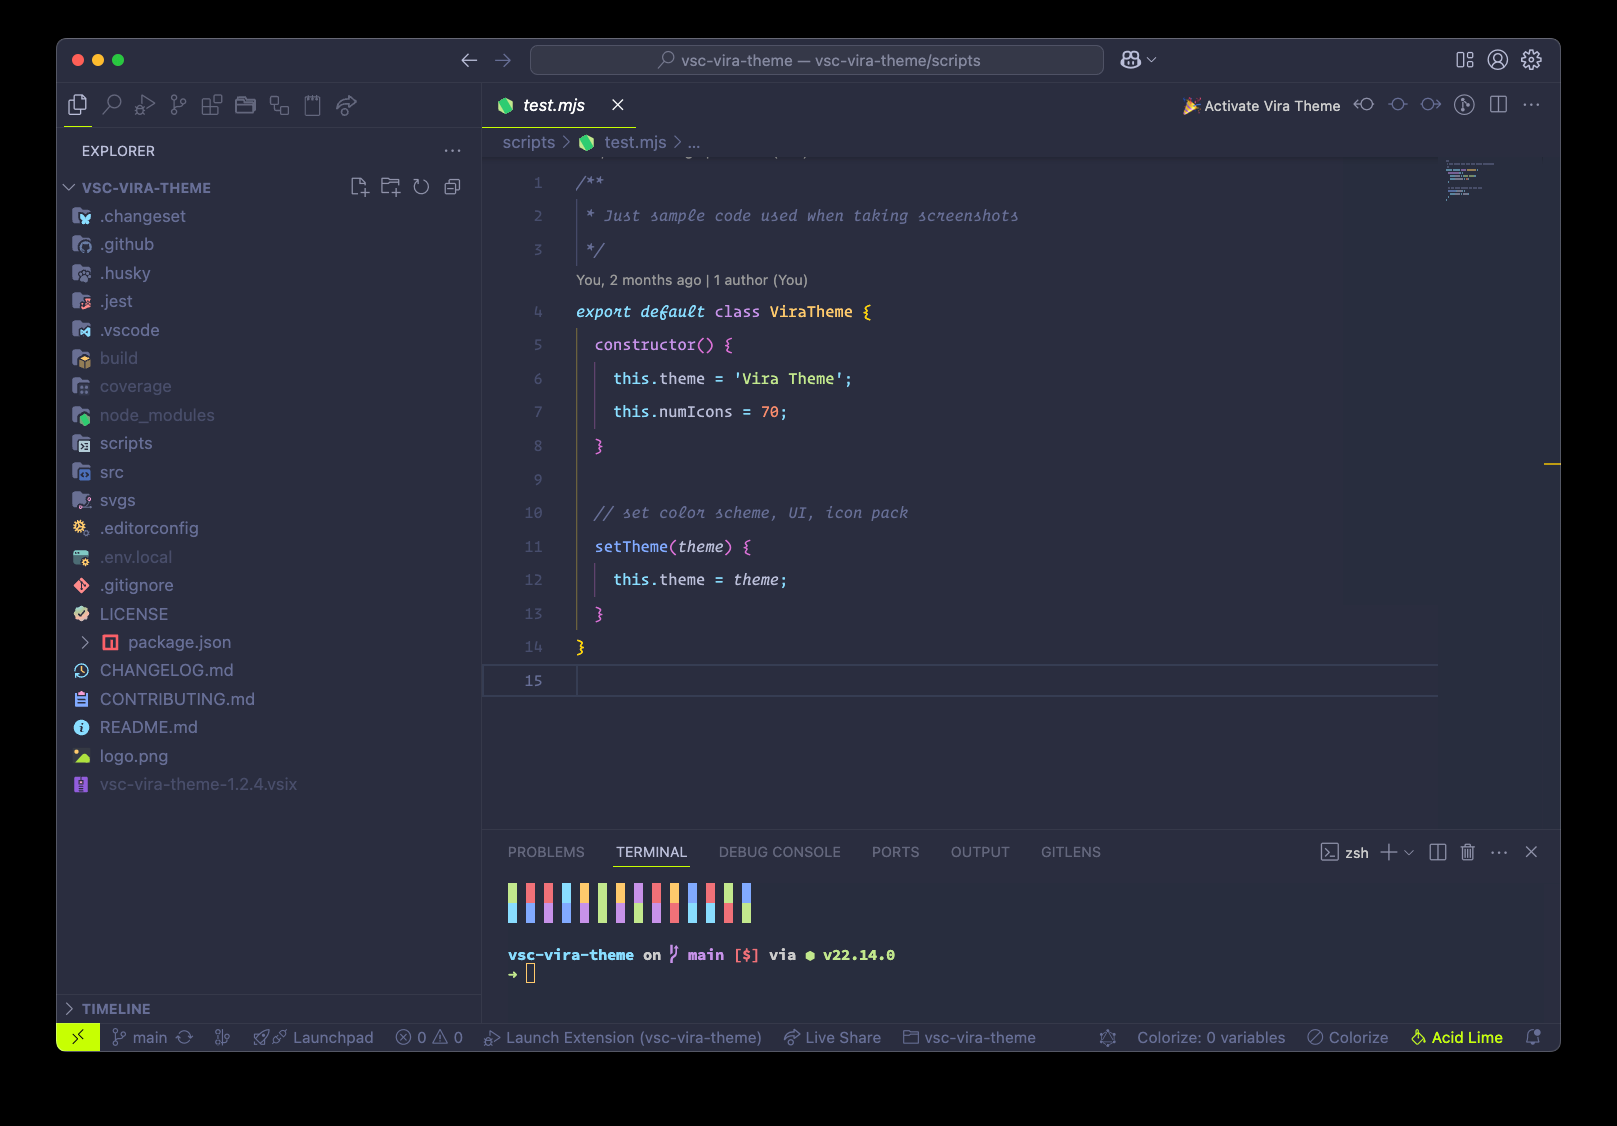 vsc-vira-theme — vsc-vira-theme/scripts
test.mjs
Activate Vira Theme
EXPLORER
scripts > test.mjs > ...
VSC-VIRA-THEME
.changeset
.github
.husky
.jest
.vscode
build
coverage
node_modules
scripts
src
svgs
.editorconfig
.env.local
.gitignore
LICENSE
package.json
CHANGELOG.md
CONTRIBUTING.md
README.md
logo.png
vsc-vira-theme-1.2.4.vsix
TIMELINE
1 /**
2 * Just sample code used when taking screenshots
3 */
You, 2 months ago | 1 author (You)
4 export default class ViraTheme {
5 constructor() {
6 this.theme = 'Vira Theme';
7 this.numIcons = 70;
8 }
9
10 // set color scheme, UI, icon pack
11 setTheme(theme) {
12 this.theme = theme;
13 }
14 }
15
PROBLEMS TERMINAL DEBUG CONSOLE PORTS OUTPUT GITLENS
zsh
vsc-vira-theme on main [$] via v22.14.0
main
Launchpad
0 0
Launch Extension (vsc-vira-theme)
Live Share
vsc-vira-theme
Colorize: 0 variables
Colorize
Acid Lime